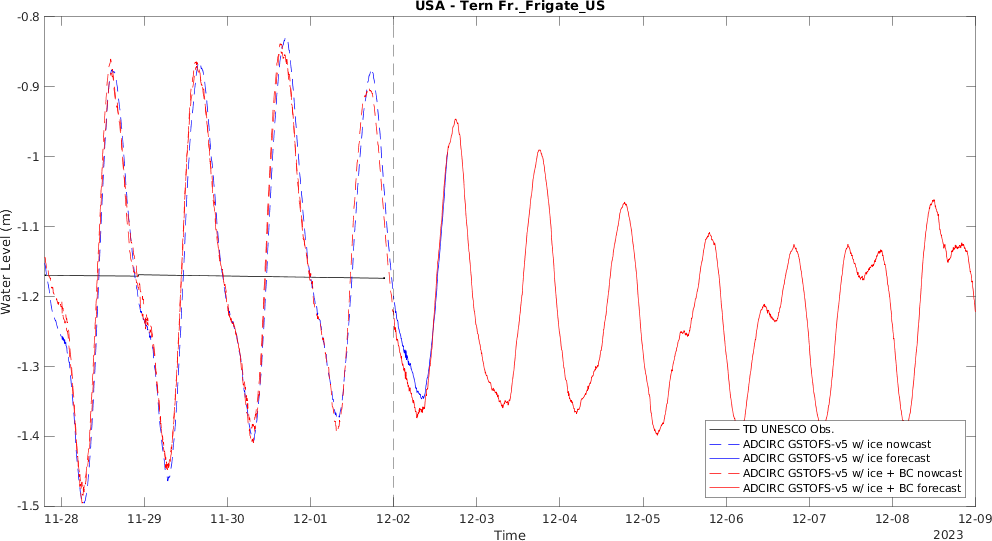 USA - Tern Fr._Frigate_US
-0.8
-0.9
-1
-1.1
-1.2
-1.3
-1.4
-1.5
Water Level (m)
TD UNESCO Obs.
ADCIRC GSTOFS-v5 w/ ice nowcast
ADCIRC GSTOFS-v5 w/ ice forecast
ADCIRC GSTOFS-v5 w/ ice + BC nowcast
ADCIRC GSTOFS-v5 w/ ice + BC forecast
11-28 11-29 11-30 12-01 12-02 12-03 12-04 12-05 12-06 12-07 12-08 12-09
Time
2023